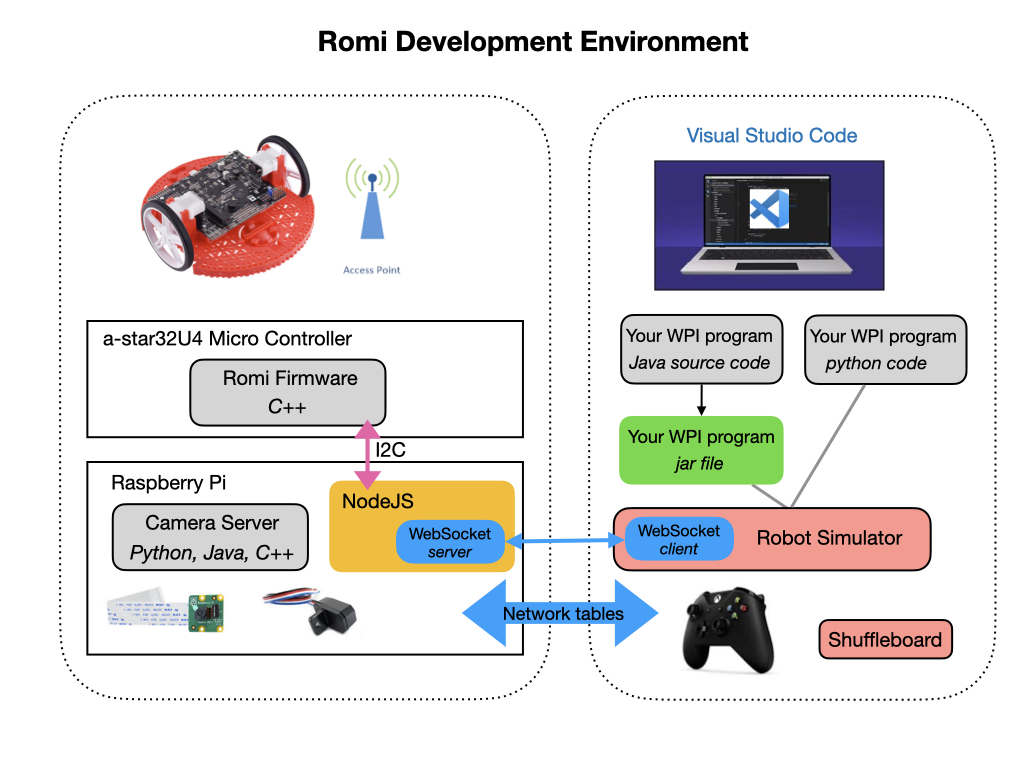 Romi Development Environment
Access Point
a-star32U4 Micro Controller
Romi Firmware
C++
I2C
Raspberry Pi
Camera Server
Python, Java, C++
NodeJS
WebSocket
server
Network tables
Visual Studio Code
Your WPI program
Java source code
Your WPI program
python code
Your WPI program
jar file
WebSocket
client
Robot Simulator
Shuffleboard